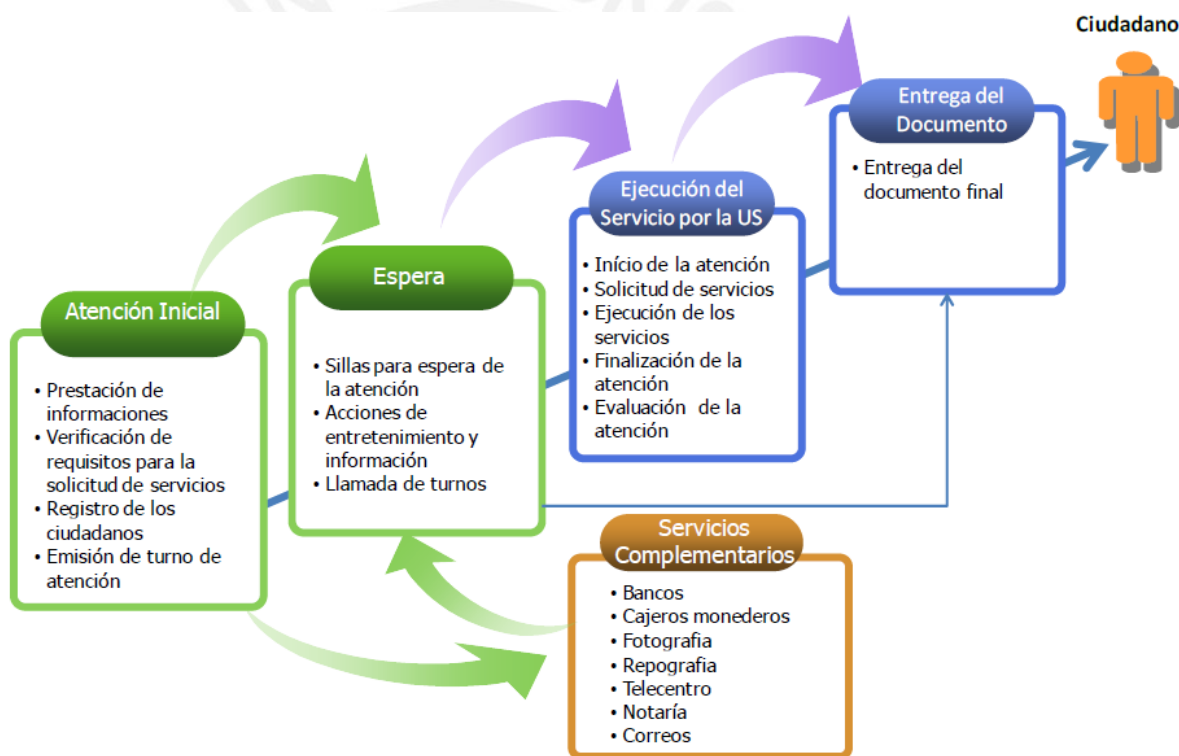 Ciudadano
Entrega del
Documento
• Entrega del
documento final
Ejecución del
Servicio por la US
• Início de la atención
• Solicitud de servicios
• Ejecución de los
servicios
• Finalización de la
atención
• Evaluación de la
atención
Espera
• Sillas para espera de
la atención
• Acciones de
entretenimiento y
información
• Llamada de turnos
Atención Inicial
• Prestación de
informaciones
• Verificación de
requisitos para la
solicitud de servicios
• Registro de los
ciudadanos
• Emisión de turno de
atención
Servicios
Complementarios
• Bancos
• Cajeros monederos
• Fotografia
• Repografia
• Telecentro
• Notaría
• Correos